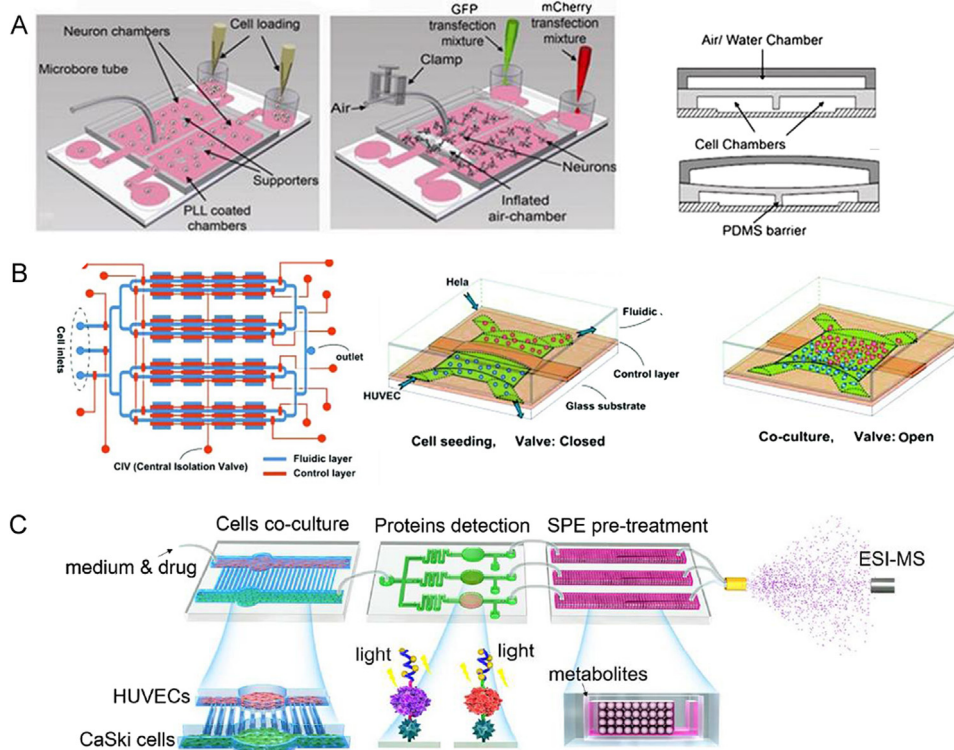 A
Neuron chambers
Cell loading
Microbore tube
Supporters
PLL coated
chambers
GFP
transfection
mixture
mCherry
transfection
mixture
Clamp
Air
Neurons
Inflated
air-chamber
Air/ Water Chamber
Cell Chambers
PDMS barrier
B
Cell inlets
outlet
CIV (Central Isolation Valve)
Fluidic layer
Control layer
Hela
Fluidic .
Control layer
HUVEC
Glass substrate
Cell seeding, Valve: Closed
Co-culture, Valve: Open
C
Cells co-culture
Proteins detection
SPE pre-treatment
medium & drug
ESI-MS
light
light
metabolites
HUVECs
CaSki cells